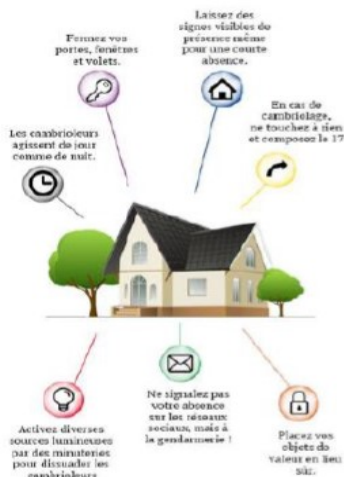 Fermez vos
portes, fenêtres
et volets.
Laissez des
signes visibles de
présence même
pour une courte
absence.
Les cambrioleurs
agissent de jour
comme de nuit.
En cas de
cambriolage,
ne touchez à rien
et composez le 17
Activez diverses
sources lumineuses
par des minuteries
pour dissuader les
cambrioleurs
Ne signalez pas
votre absence
sur les réseaux
sociaux, mais à
la gendarmerie !
Placez vos
objets de
valeur en lieu
sûr.